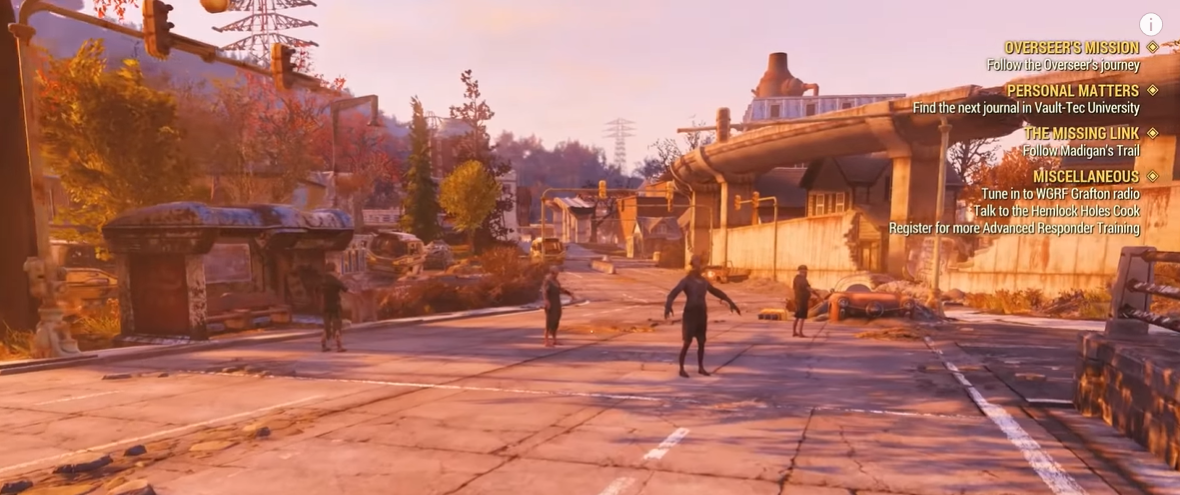 OVERSEER'S MISSION
Follow the Overseer's journey
PERSONAL MATTERS
Find the next journal in Vault-Tec University
THE MISSING LINK
Follow Madigan's Trail
MISCELLANEOUS
Tune in to WGRF Grafton radio
Talk to the Hemlock Holes Cook
Register for more Advanced Responder Training